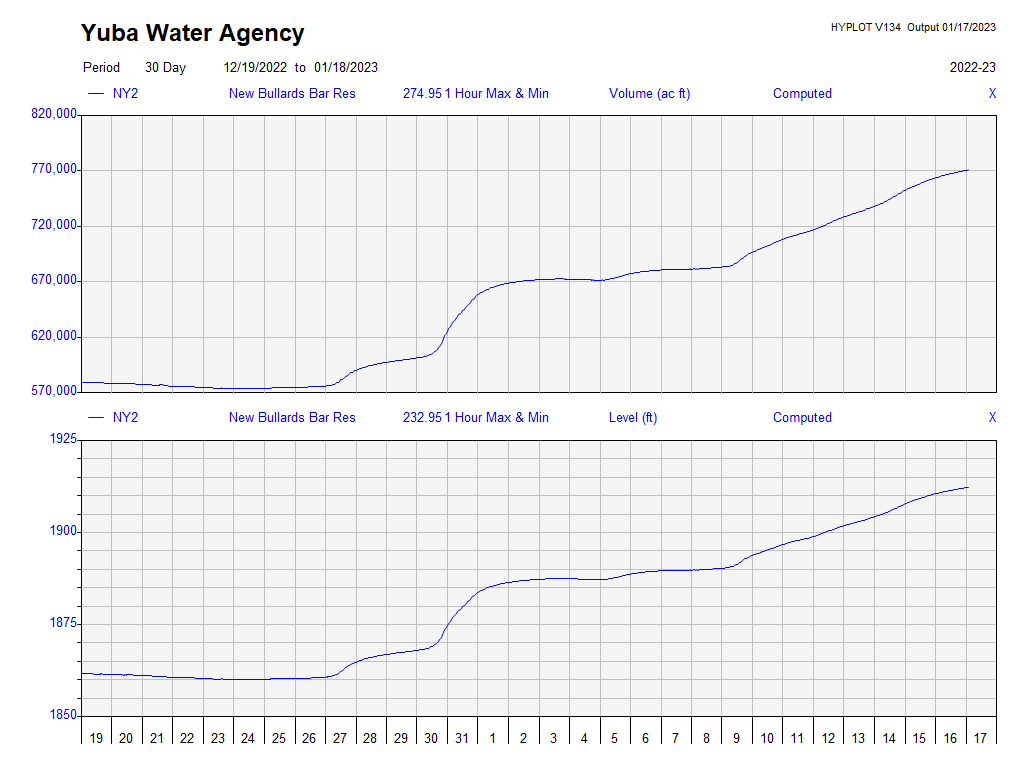 Yuba Water Agency
HYPLOT V134 Output 01/17/2023
Period 30 Day 12/19/2022 to 01/18/2023 2022-23
NY2 New Bullards Bar Res 274.95 1 Hour Max & Min Volume (ac ft) Computed X
820,000
770,000
720,000
670,000
620,000
570,000
NY2 New Bullards Bar Res 232.95 1 Hour Max & Min Level (ft) Computed X
1925
1900
1875
1850
19 20 21 22 23 24 25 26 27 28 29 30 31 1 2 3 4 5 6 7 8 9 10 11 12 13 14 15 16 17